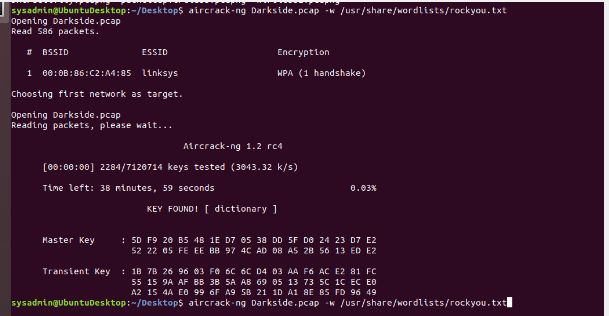 sysadmin@UbuntuDesktop:~/Desktop$ aircrack-ng Darkside.pcap -w /usr/share/wordlists/rockyou.txt
Opening Darkside.pcap
Read 586 packets.
# BSSID ESSID Encryption
1 00:0B:86:C2:A4:85 linksys WPA (1 handshake)
Choosing first network as target.
Opening Darkside.pcap
Reading packets, please wait...
Aircrack-ng 1.2 rc4
[00:00:00] 2284/7120714 keys tested (3043.32 k/s)
Time left: 38 minutes, 59 seconds 0.03%
KEY FOUND! [ dictionary ]
Master Key : 5D F9 20 B5 48 1E D7 05 38 DD 5F D0 24 23 D7 E2
52 22 05 FE EE BB 97 4C AD 08 A5 2B 56 13 ED E2
Transient Key : 1B 7B 26 96 03 F0 6C 6C D4 03 AA F6 AC E2 81 FC
55 15 9A AF BB 3B 5A A8 69 05 13 73 5C 1C EC E0
A2 15 4A E0 99 6F A9 5B 21 1D A1 8E 85 FD 96 49
sysadmin@UbuntuDesktop:~/Desktop$ aircrack-ng Darkside.pcap -w /usr/share/wordlists/rockyou.txt